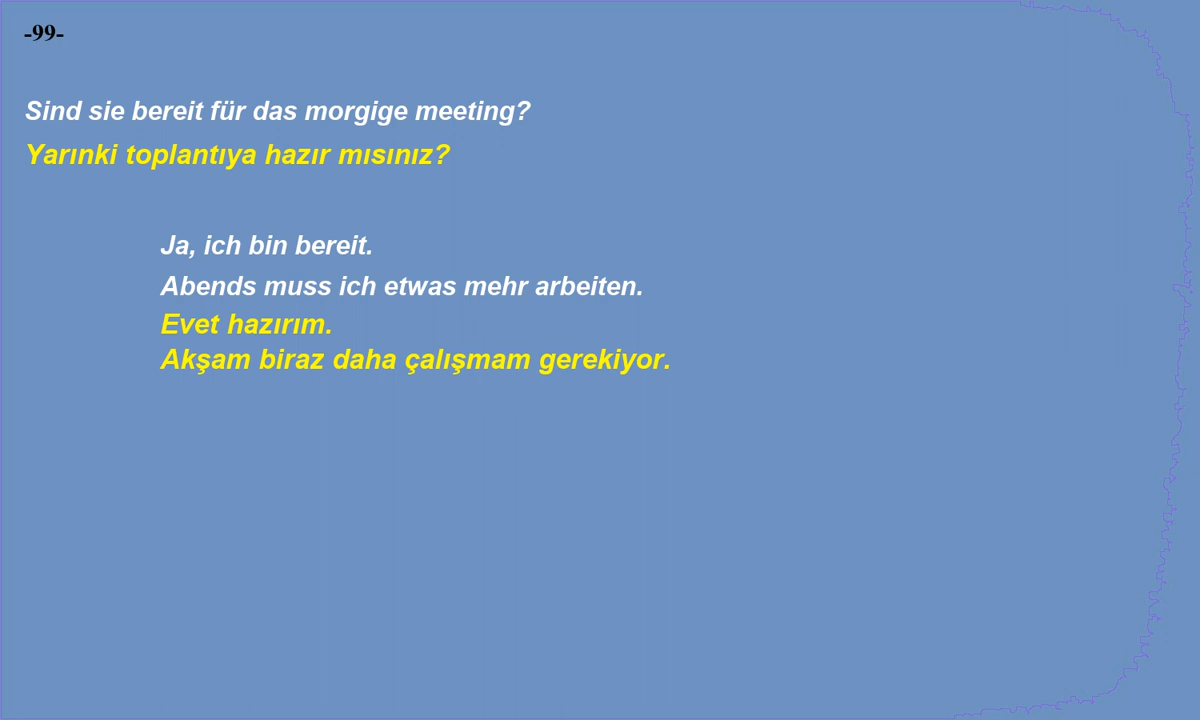 -99-
Sind sie bereit für das morgige meeting?
Yarınki toplantıya hazır mısınız?
Ja, ich bin bereit.
Abends muss ich etwas mehr arbeiten.
Evet hazırım.
Akşam biraz daha çalışmam gerekiyor.